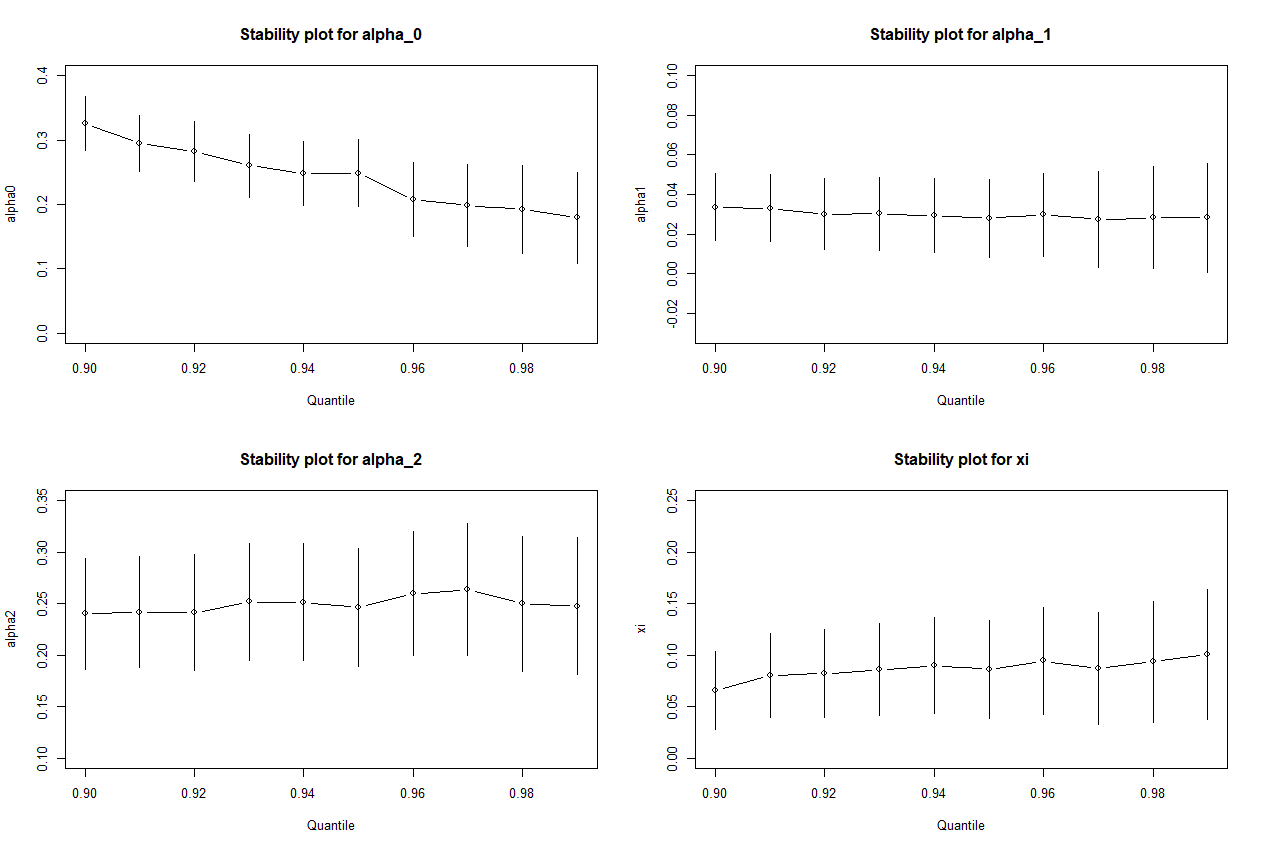 Stability plot for alpha_0
alpha0
0.4
0.3
0.2
0.1
0.0
0.90 0.92 0.94 0.96 0.98
Quantile
Stability plot for alpha_1
alpha1
0.10
0.08
0.06
0.04
0.02
0.00
-0.02
0.90 0.92 0.94 0.96 0.98
Quantile
Stability plot for alpha_2
alpha2
0.35
0.30
0.25
0.20
0.15
0.10
0.90 0.92 0.94 0.96 0.98
Quantile
Stability plot for xi
xi
0.25
0.20
0.15
0.10
0.05
0.00
0.90 0.92 0.94 0.96 0.98
Quantile